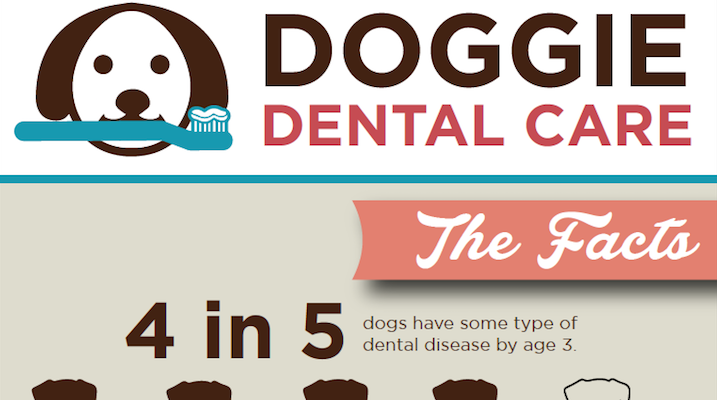 DOGGIE
DENTAL CARE
The Facts
4 in 5
dogs have some type of
dental disease by age 3.